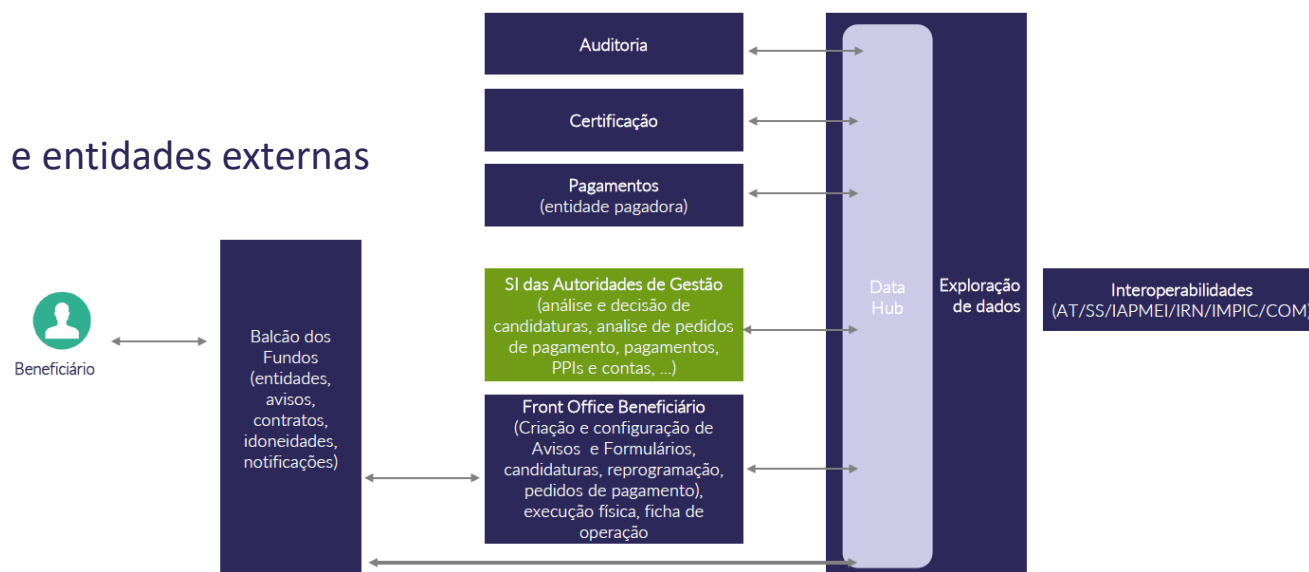 Auditoria
Certificação
e entidades externas
Pagamentos
(entidade pagadora)
Beneficiário
Balcão dos
Fundos
(entidades,
avisos,
contratos,
idoneidades,
notificações)
SI das Autoridades de Gestão
(análise e decisão de
candidaturas, analise de pedidos
de pagamento, pagamentos,
PPIs e contas, ...)
Front Office Beneficiário
(Criação e configuração de
Avisos e Formulários,
candidaturas, reprogramação,
pedidos de pagamento),
execução física, ficha de
operação
Data
Hub
Exploração
de dados
Interoperabilidades
(AT/SS/IAPMEI/IRN/IMPIC/COM)